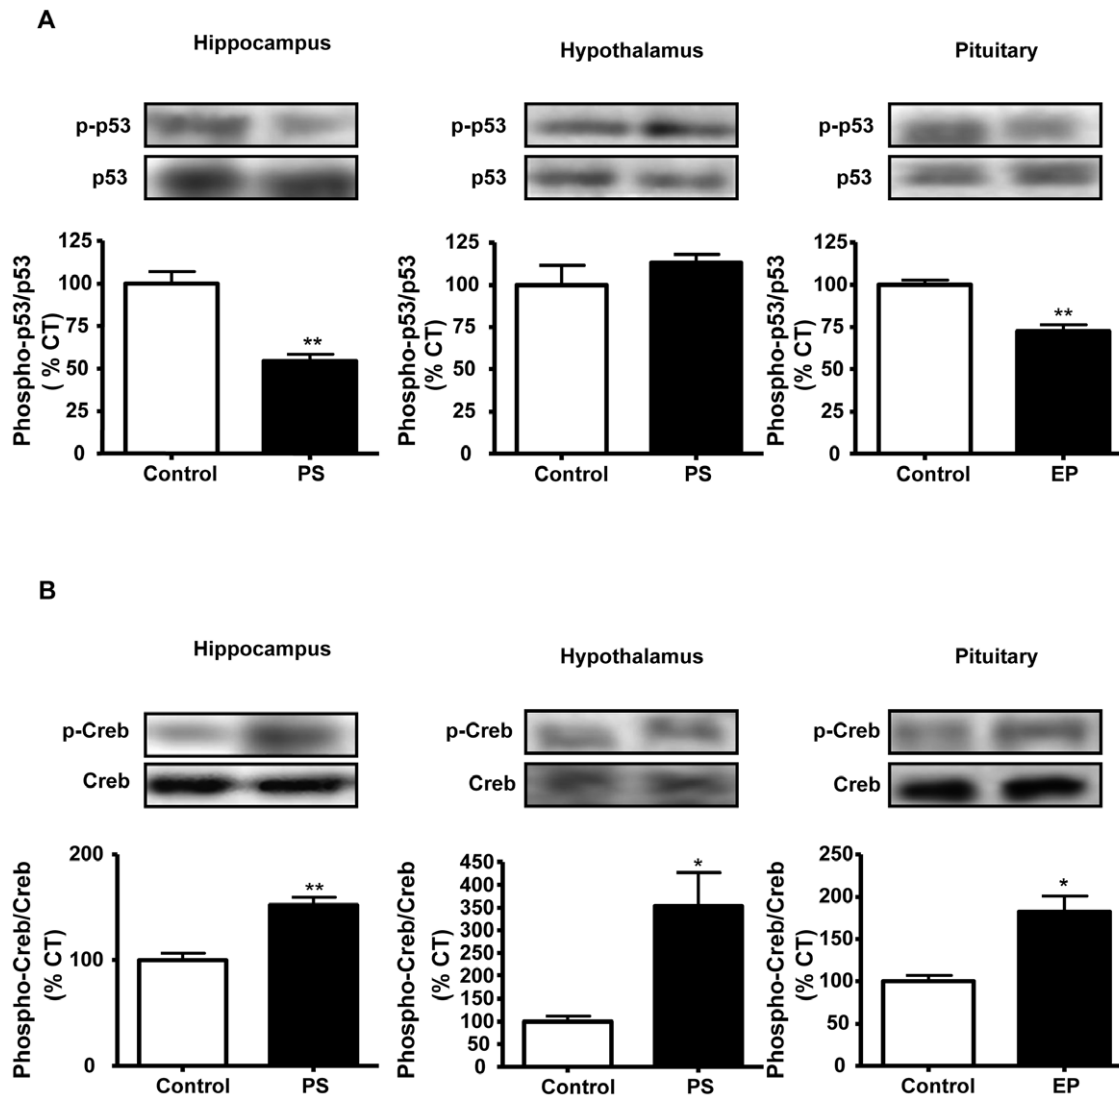 A
Hippocampus
Hypothalamus
Pituitary
p-p53
p53
p-p53
p53
p-p53
p53
Phospho-p53/p53
( % CT)
125
100
75
50
25
0
**
Control
PS
Phospho-p53/p53
(% CT)
125
100
75
50
25
0
Control
PS
Phospho-p53/p53
(% CT)
125
100
75
50
25
0
**
Control
EP
B
Hippocampus
Hypothalamus
Pituitary
p-Creb
Creb
p-Creb
Creb
p-Creb
Creb
Phospho-Creb/Creb
(% CT)
200
100
0
**
Control
PS
Phospho-Creb/Creb
(% CT)
450
400
350
300
250
200
150
100
50
0
*
Control
PS
Phospho-Creb/Creb
(% CT)
250
200
150
100
50
0
*
Control
EP